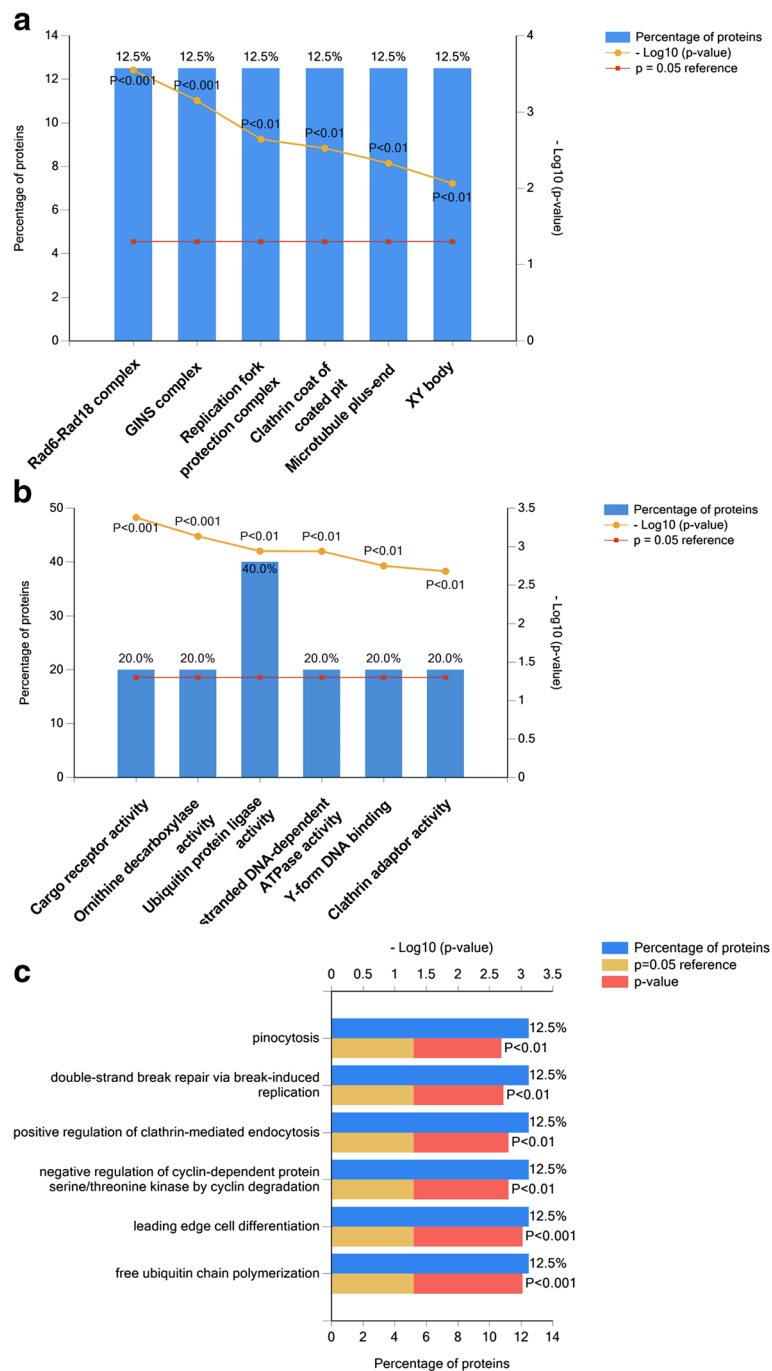 a
14
12
10
8
6
4
2
0
Percentage of proteins
12.5%
12.5%
12.5%
12.5%
12.5%
12.5%
P<0.001
P<0.001
P<0.01
P<0.01
P<0.01
P<0.01
4
3
2
1
0
- Log10 (p-value)
Percentage of proteins
- Log10 (p-value)
p = 0.05 reference
Rad6-Rad18 complex
GINS complex
Replication fork
protection complex
Clathrin coat of
coated pit
Microtubule plus-end
XY body
b
50
40
30
20
10
0
Percentage of proteins
P<0.001
P<0.001
P<0.01
P<0.01
P<0.01
P<0.01
20.0%
20.0%
40.0%
20.0%
20.0%
20.0%
3.5
3
2.5
2
1.5
1
0.5
0
- Log10 (p-value)
Percentage of proteins
- Log10 (p-value)
p = 0.05 reference
Cargo receptor activity
Ornithine decarboxylase
activity
Ubiquitin protein ligase
activity
stranded DNA-dependent
ATPase activity
Y-form DNA binding
Clathrin adaptor activity
c
- Log10 (p-value)
0 0.5 1 1.5 2 2.5 3 3.5
Percentage of proteins
p=0.05 reference
p-value
pinocytosis
12.5%
P<0.01
double-strand break repair via break-induced
replication
12.5%
P<0.01
positive regulation of clathrin-mediated endocytosis
12.5%
P<0.01
negative regulation of cyclin-dependent protein
serine/threonine kinase by cyclin degradation
12.5%
P<0.01
leading edge cell differentiation
12.5%
P<0.001
free ubiquitin chain polymerization
12.5%
P<0.001
0 2 4 6 8 10 12 14
Percentage of proteins